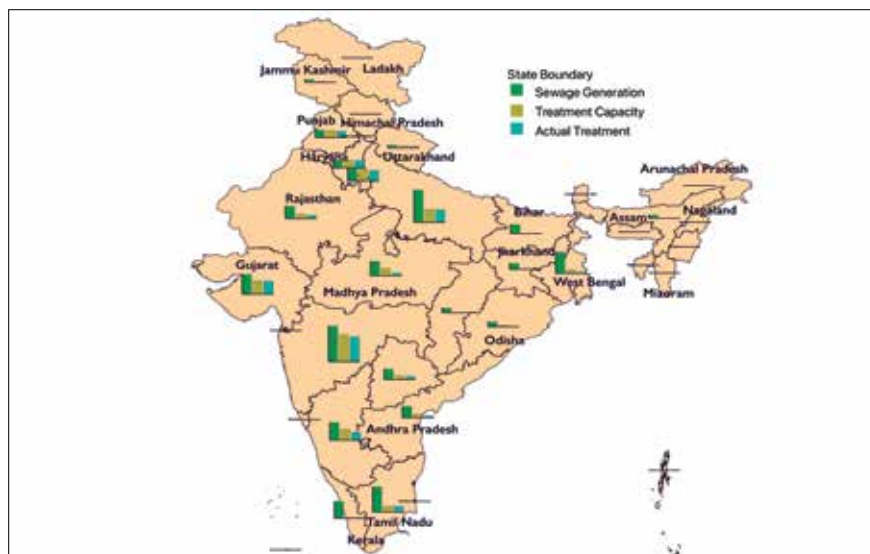 State Boundary
Sewage Generation
Treatment Capacity
Actual Treatment
Jammu Kashmir
Ladakh
Punjab
Himachal Pradesh
Haryana
Uttarakhand
Arunachal Pradesh
Rajasthan
Bihar
Assam
Nagaland
Jharkhand
Gujarat
West Bengal
Madhya Pradesh
Odisha
Andhra Pradesh
Tamil Nadu
Kerala